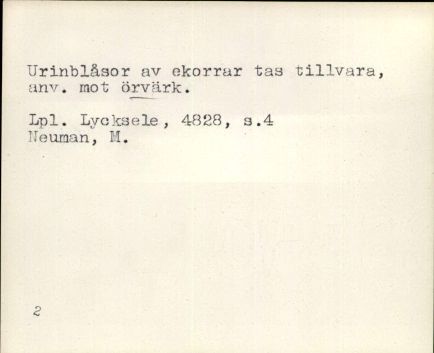 Urinblåsor av ekorrar tas tillvara,
anv. mot örvärk.
Lpl. Lycksele, 4828, s.4
Neuman, M.
2